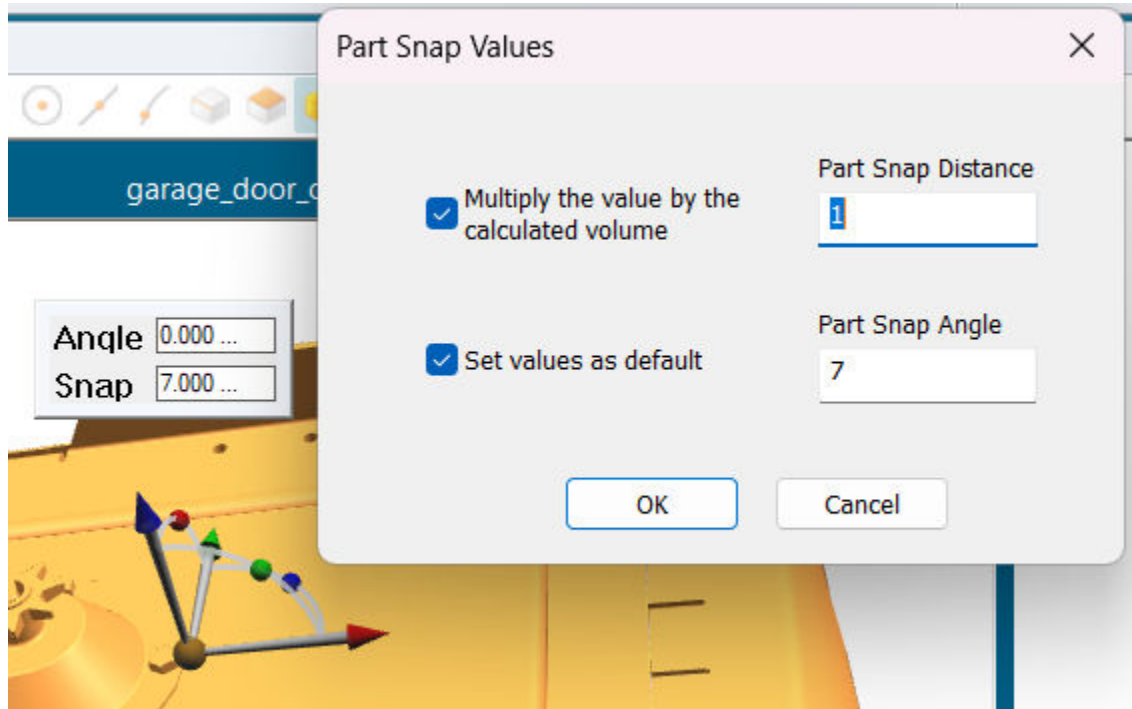 Part Snap Values
garage_door_
Part Snap Distance
Multiply the value by the
calculated volume
1
Angle 0.000 ...
Snap 7.000 ...
Part Snap Angle
Set values as default
7
OK
Cancel